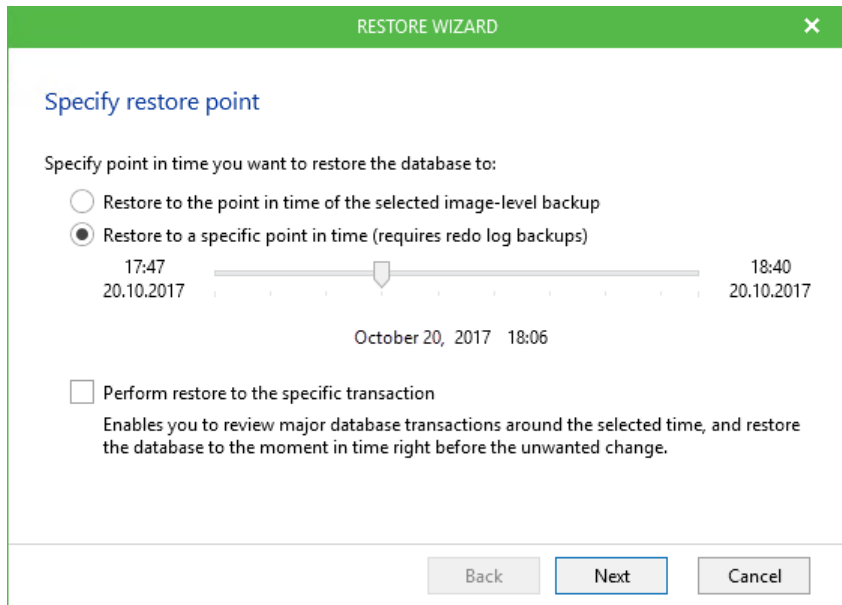 RESTORE WIZARD
Specify restore point
Specify point in time you want to restore the database to:
Restore to the point in time of the selected image-level backup
Restore to a specific point in time (requires redo log backups)
17:47
20.10.2017
18:40
20.10.2017
October 20, 2017 18:06
Perform restore to the specific transaction
Enables you to review major database transactions around the selected time, and restore
the database to the moment in time right before the unwanted change.
Back
Next
Cancel